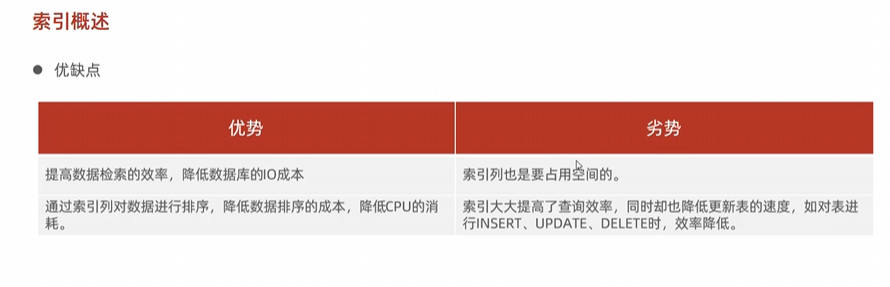 索引概述
优缺点
优势
劣势
提高数据检索的效率，降低数据库的IO成本
索引列也是要占用空间的。
通过索引列对数据进行排序，降低数据排序的成本，降低CPU的消
耗。
索引大大提高了查询效率，同时却也降低更新表的速度，如对表进
行INSERT、UPDATE、DELETE时，效率降低。